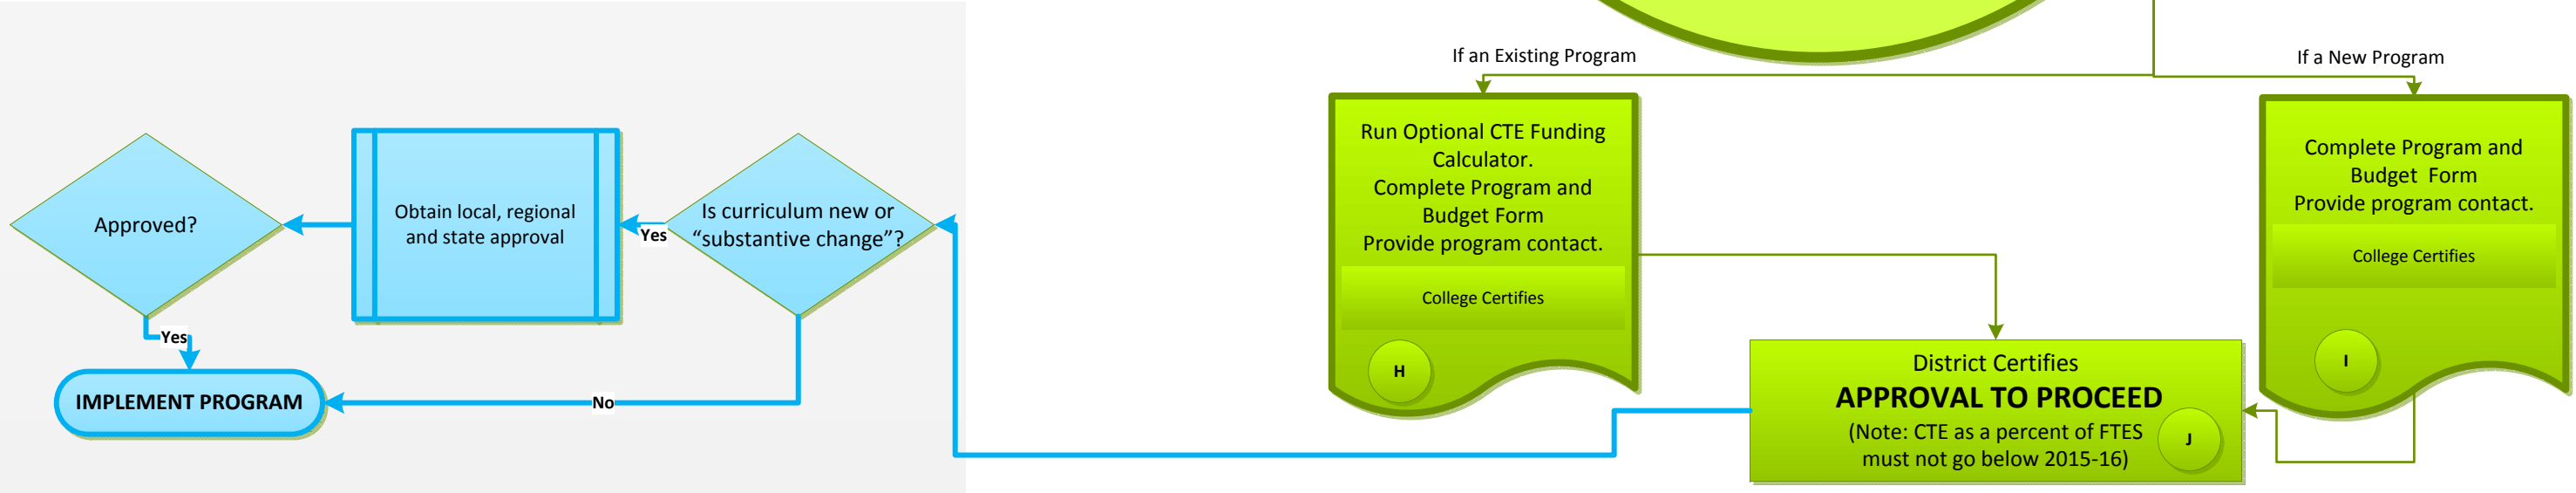 If an Existing Program
If a New Program
Run Optional CTE Funding
Calculator.
Complete Program and
Budget Form
Provide program contact.
College Certifies
H
Complete Program and
Budget  Form
Provide program contact.
College Certifies
I
District Certifies
APPROVAL TO PROCEED
(Note: CTE as a percent of FTES
must not go below 2015-16)
J
Is curriculum new or
“substantive change”?
Yes
No
Obtain local, regional
and state approval
Approved?
Yes
IMPLEMENT PROGRAM